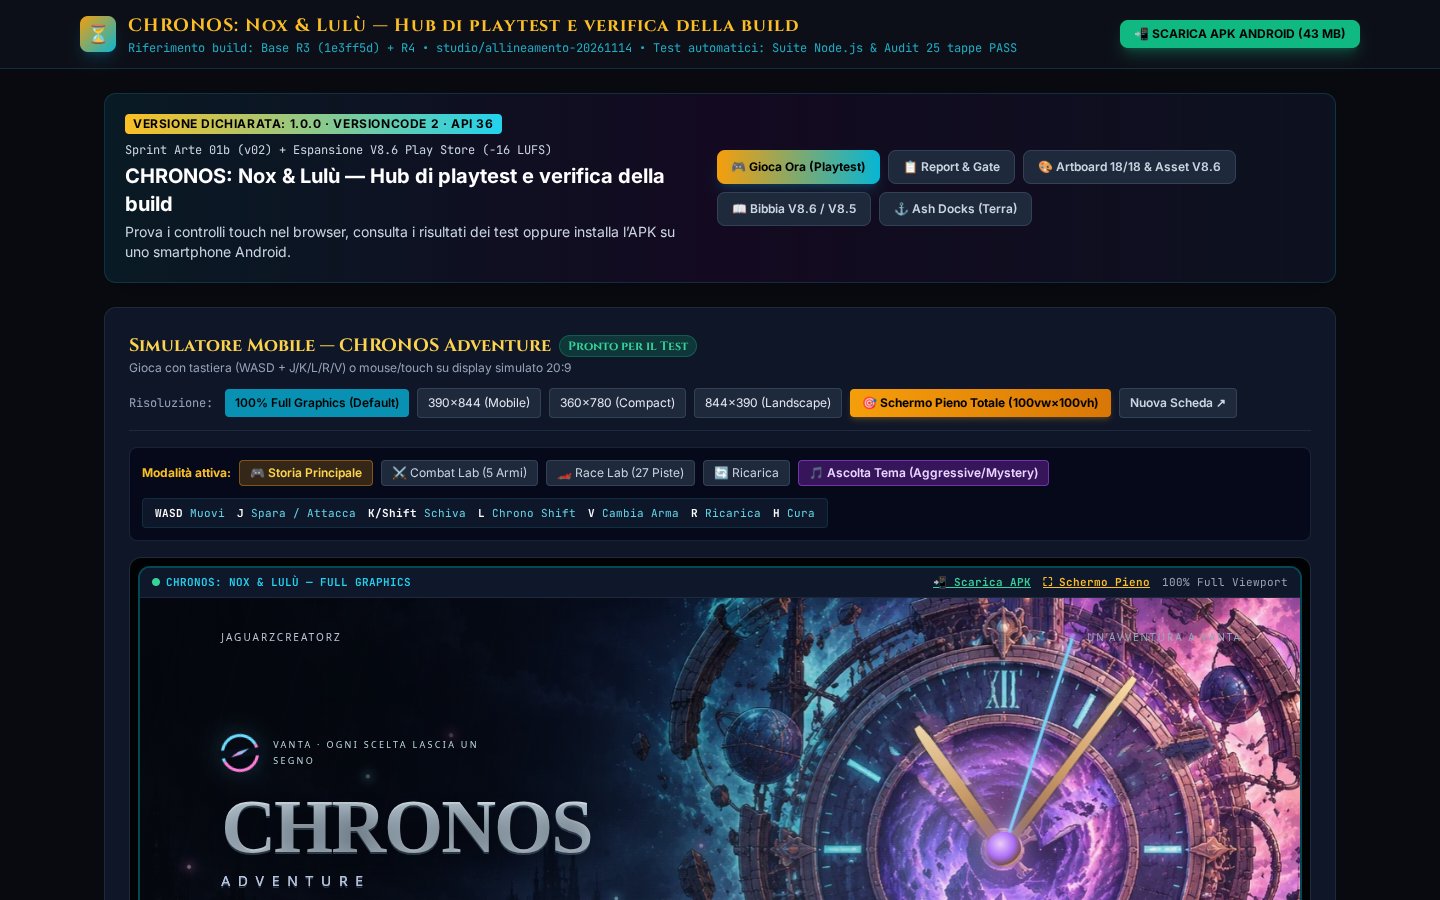 CHRONOS: Nox & Lulù — Hub di playtest e verifica della build
Riferimento build: Base R3 (1e3ff5d) + R4 • studio/allineamento-20261114 • Test automatici: Suite Node.js & Audit 25 tappe PASS
SCARICA APK ANDROID (43 MB)
VERSIONE DICHIARATA: 1.0.0 · VERSIONCODE 2 · API 36
Sprint Arte 01b (v02) + Espansione V8.6 Play Store (-16 LUFS)
CHRONOS: Nox & Lulù — Hub di playtest e verifica della
build
Prova i controlli touch nel browser, consulta i risultati dei test oppure installa l'APK su
uno smartphone Android.
Gioca Ora (Playtest)
Report & Gate
Artboard 18/18 & Asset V8.6
Bibbia V8.6 / V8.5
Ash Docks (Terra)
Simulatore Mobile — CHRONOS Adventure
Pronto per il Test
Gioca con tastiera (WASD + J/K/L/R/V) o mouse/touch su display simulato 20:9
Risoluzione:
100% Full Graphics (Default)
390×844 (Mobile)
360×780 (Compact)
844×390 (Landscape)
Schermo Pieno Totale (100vw×100vh)
Nuova Scheda ↗
Modalità attiva:
Storia Principale
Combat Lab (5 Armi)
Race Lab (27 Piste)
Ricarica
Ascolta Tema (Aggressive/Mystery)
WASD Muovi J Spara / Attacca K/Shift Schiva L Chrono Shift V Cambia Arma R Ricarica H Cura
CHRONOS: NOX & LULÙ — FULL GRAPHICS
Scarica APK
Schermo Pieno
100% Full Viewport
JAGUARZCREATORZ
UN'AVVENTURA A VANTA
XII
VANTA · OGNI SCELTA LASCIA UN
SEGNO
CHRONOS
ADVENTURE